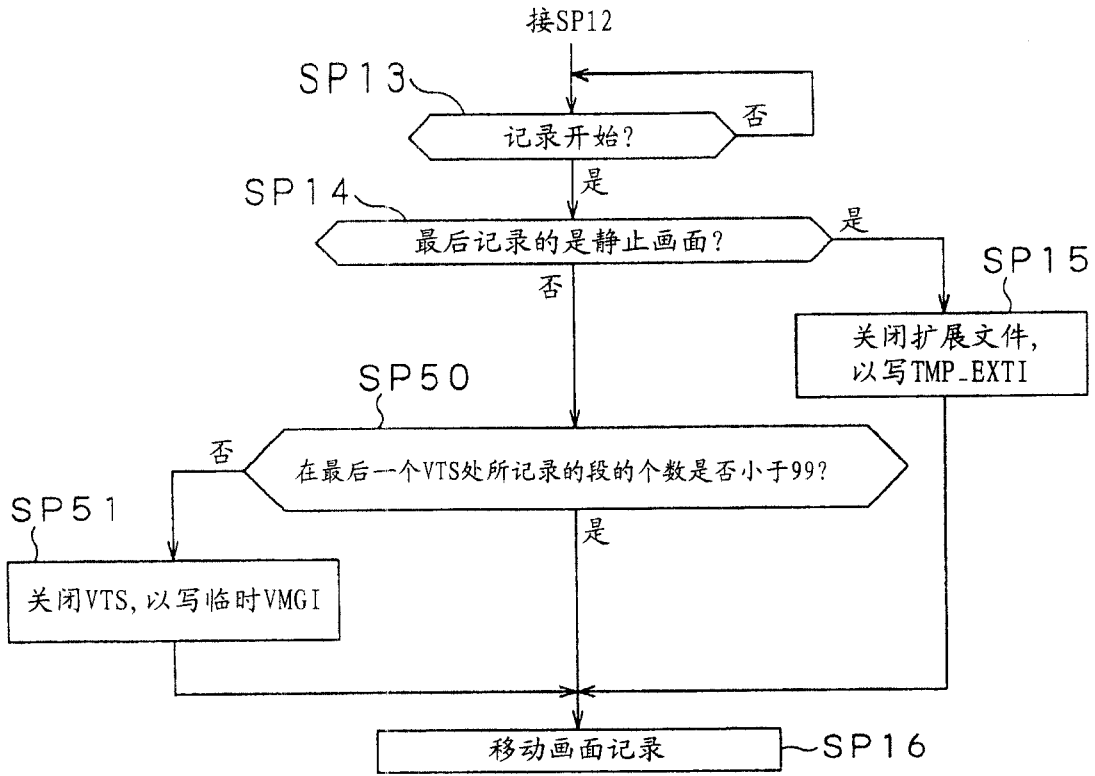 接SP12
SP13
记录开始?
否
是
SP14
最后记录的是静止画面?
是
否
SP15
关闭扩展文件,
以写TMP_EXTI
SP50
否
在最后一个VTS处所记录的段的个数是否小于99?
SP51
是
关闭VTS,以写临时VMGI
移动画面记录
SP16